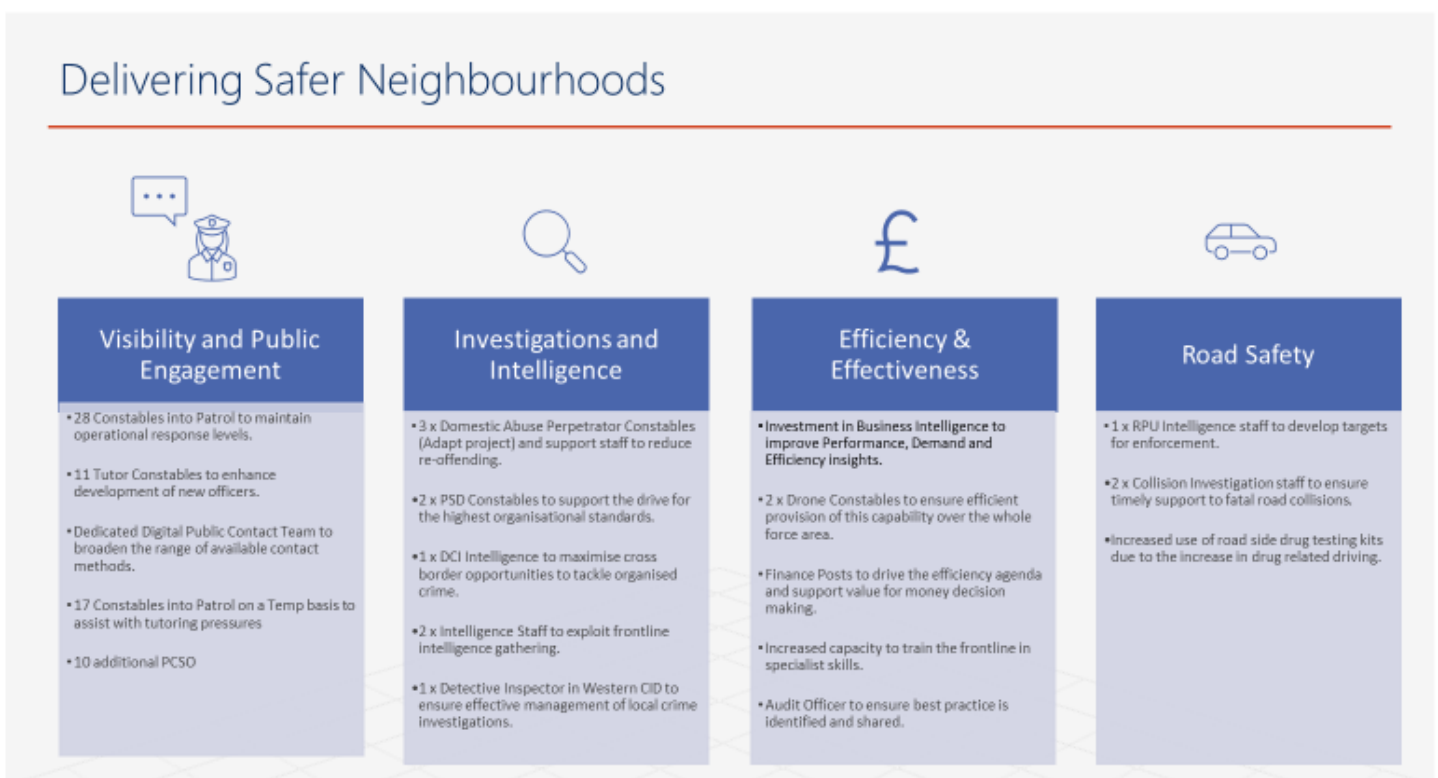 Delivering Safer Neighbourhoods
£
Visibility and Public
Engagement
•28 Constables into Patrol to maintain
operational response levels.
•11 Tutor Constables to enhance
development of new officers.
•Dedicated Digital Public Contact Team to
broaden the range of available contact
methods.
•17 Constables into Patrol on a Temp basis to
assist with tutoring pressures
•10 additional PCSO
Investigations and
Intelligence
•3 x Domestic Abuse Perpetrator Constables
(Adapt project) and support staff to reduce
re-offending.
•2 x PSD Constables to support the drive for
the highest organisational standards.
•1 x DCI Intelligence to maximise cross
border opportunities to tackle organised
crime.
•2 x Intelligence Staff to exploit frontline
intelligence gathering.
•1 x Detective Inspector in Western CID to
ensure effective management of local crime
investigations.
Efficiency &
Effectiveness
•Investment in Business Intelligence to
improve Performance, Demand and
Efficiency insights.
•2 x Drone Constables to ensure efficient
provision of this capability over the whole
force area.
•Finance Posts to drive the efficiency agenda
and support value for money decision
making.
•Increased capacity to train the frontline in
specialist skills.
•Audit Officer to ensure best practice is
identified and shared.
Road Safety
•1 x RPU Intelligence staff to develop targets
for enforcement.
•2 x Collision Investigation staff to ensure
timely support to fatal road collisions.
•Increased use of road side drug testing kits
due to the increase in drug related driving.